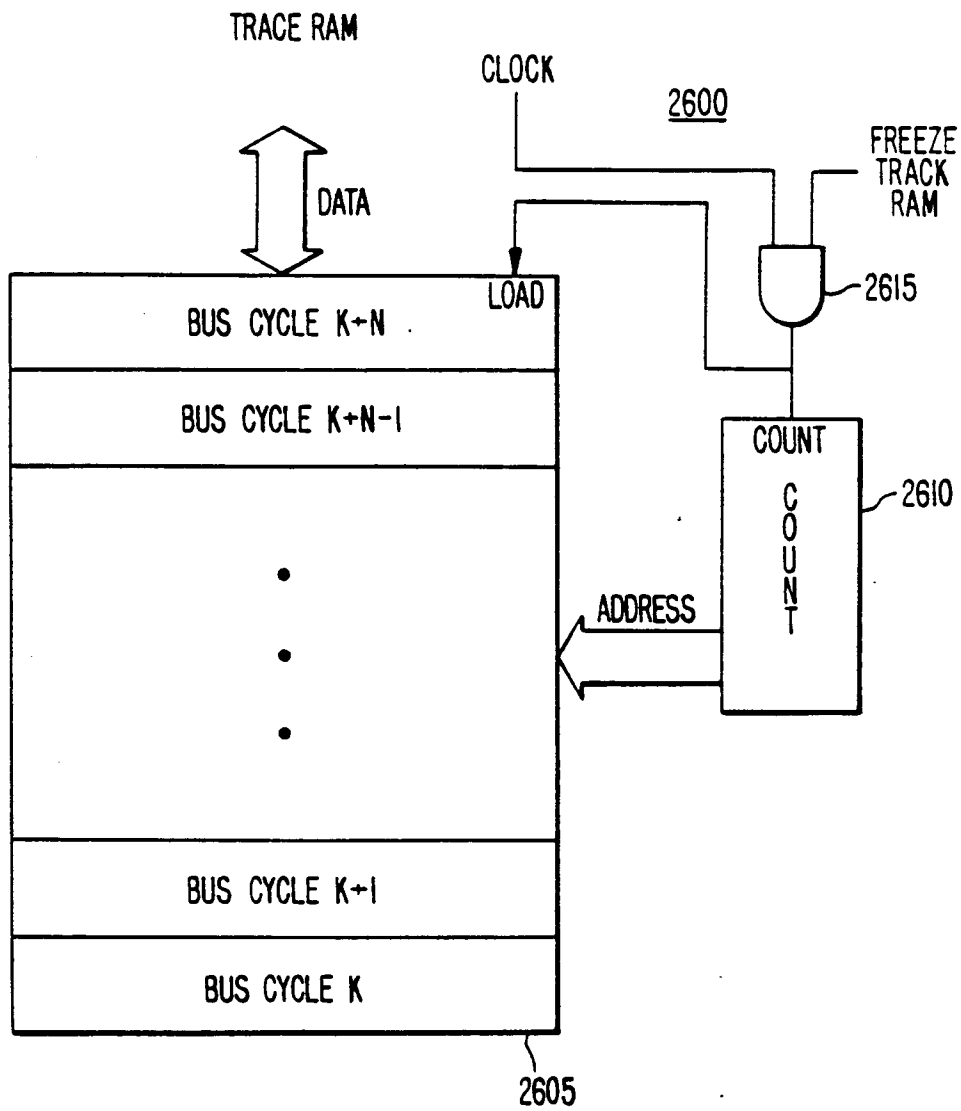 TRACE RAM
CLOCK
2600
FREEZE
TRACK
RAM
DATA
LOAD
2615
BUS CYCLE K+N
BUS CYCLE K+N-1
COUNT
COUNT
2610
ADDRESS
BUS CYCLE K+1
BUS CYCLE K
2605